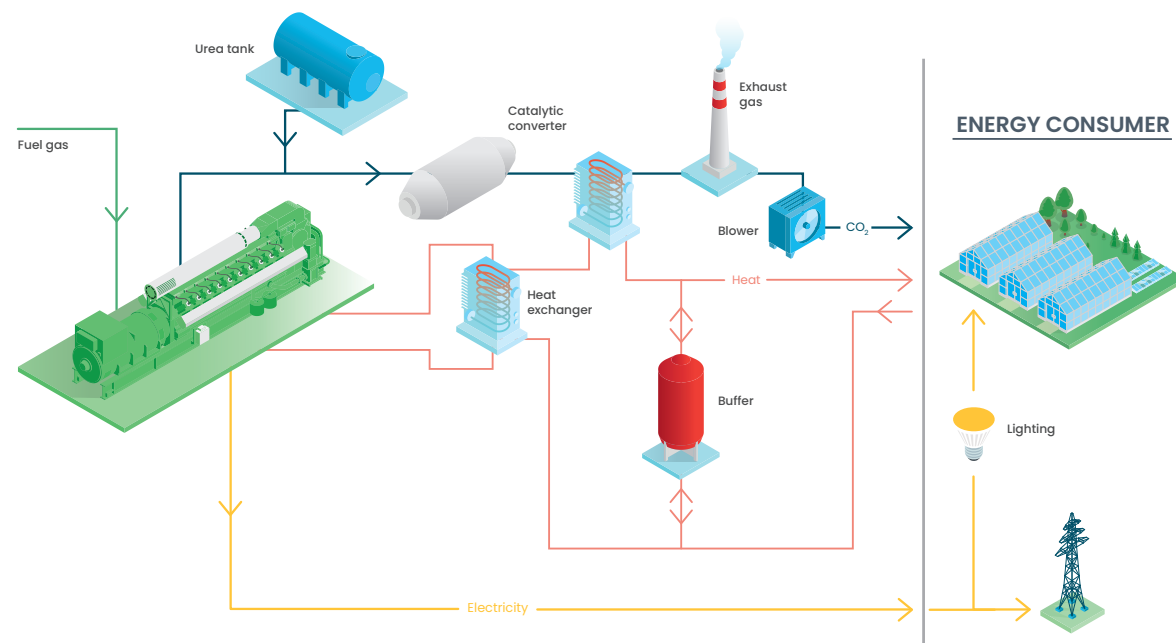 Urea tank
Exhaust
gas
Catalytic
converter
ENERGY CONSUMER
Fuel gas
Blower
CO₂
Heat
Heat
exchanger
Buffer
Lighting
Electricity